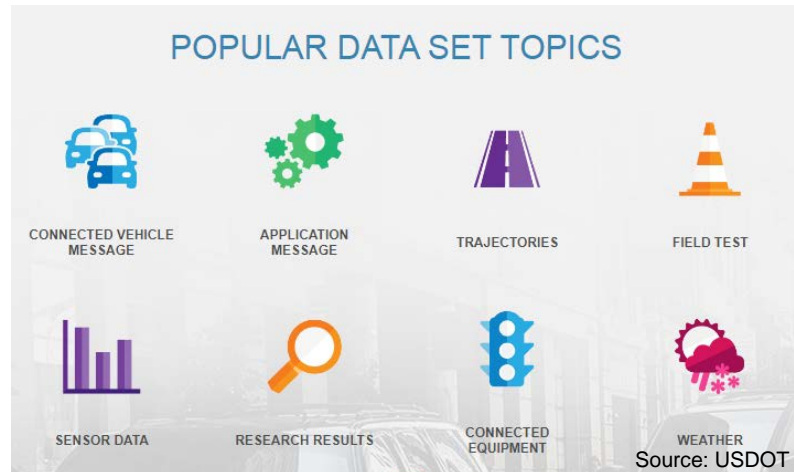 POPULAR DATA SET TOPICS
CONNECTED VEHICLE
MESSAGE
APPLICATION
MESSAGE
TRAJECTORIES
FIELD TEST
SENSOR DATA
RESEARCH RESULTS
CONNECTED
EQUIPMENT
WEATHER
Source: USDOT